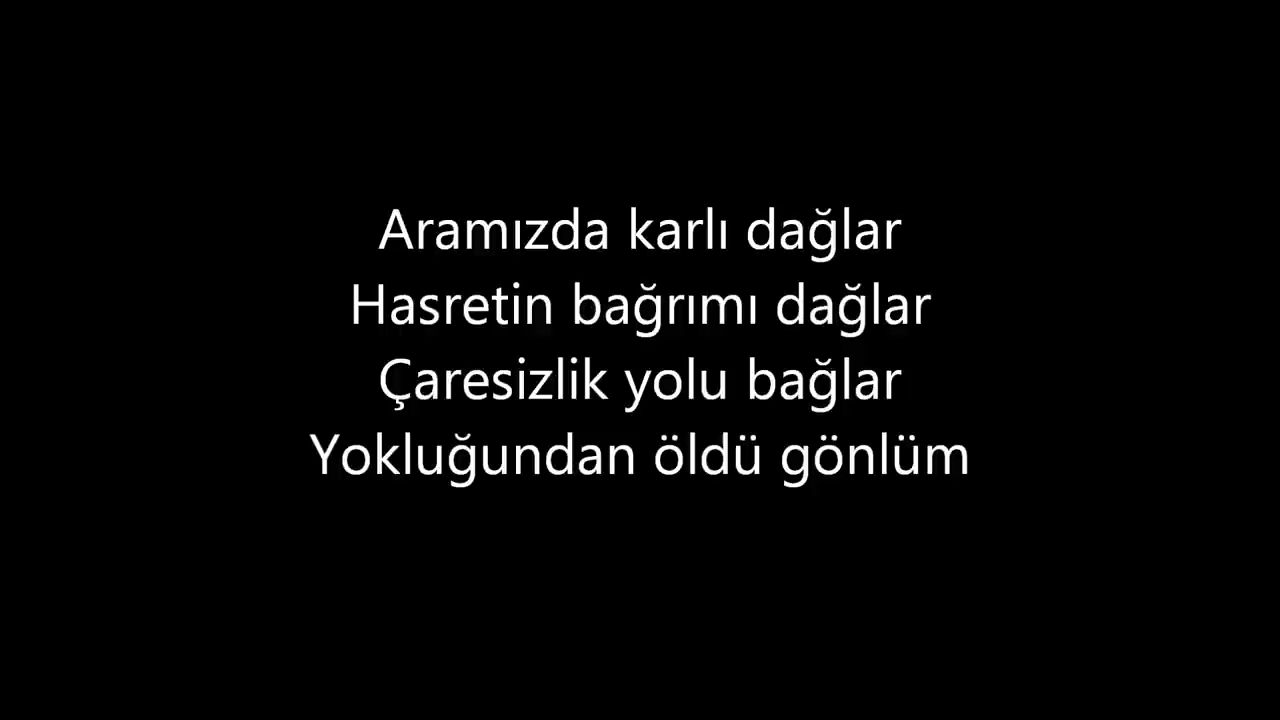 Aramızda karlı dağlar
Hasretin bağrımı dağlar
Çaresizlik yolu bağlar
Yokluğundan öldü gönlüm